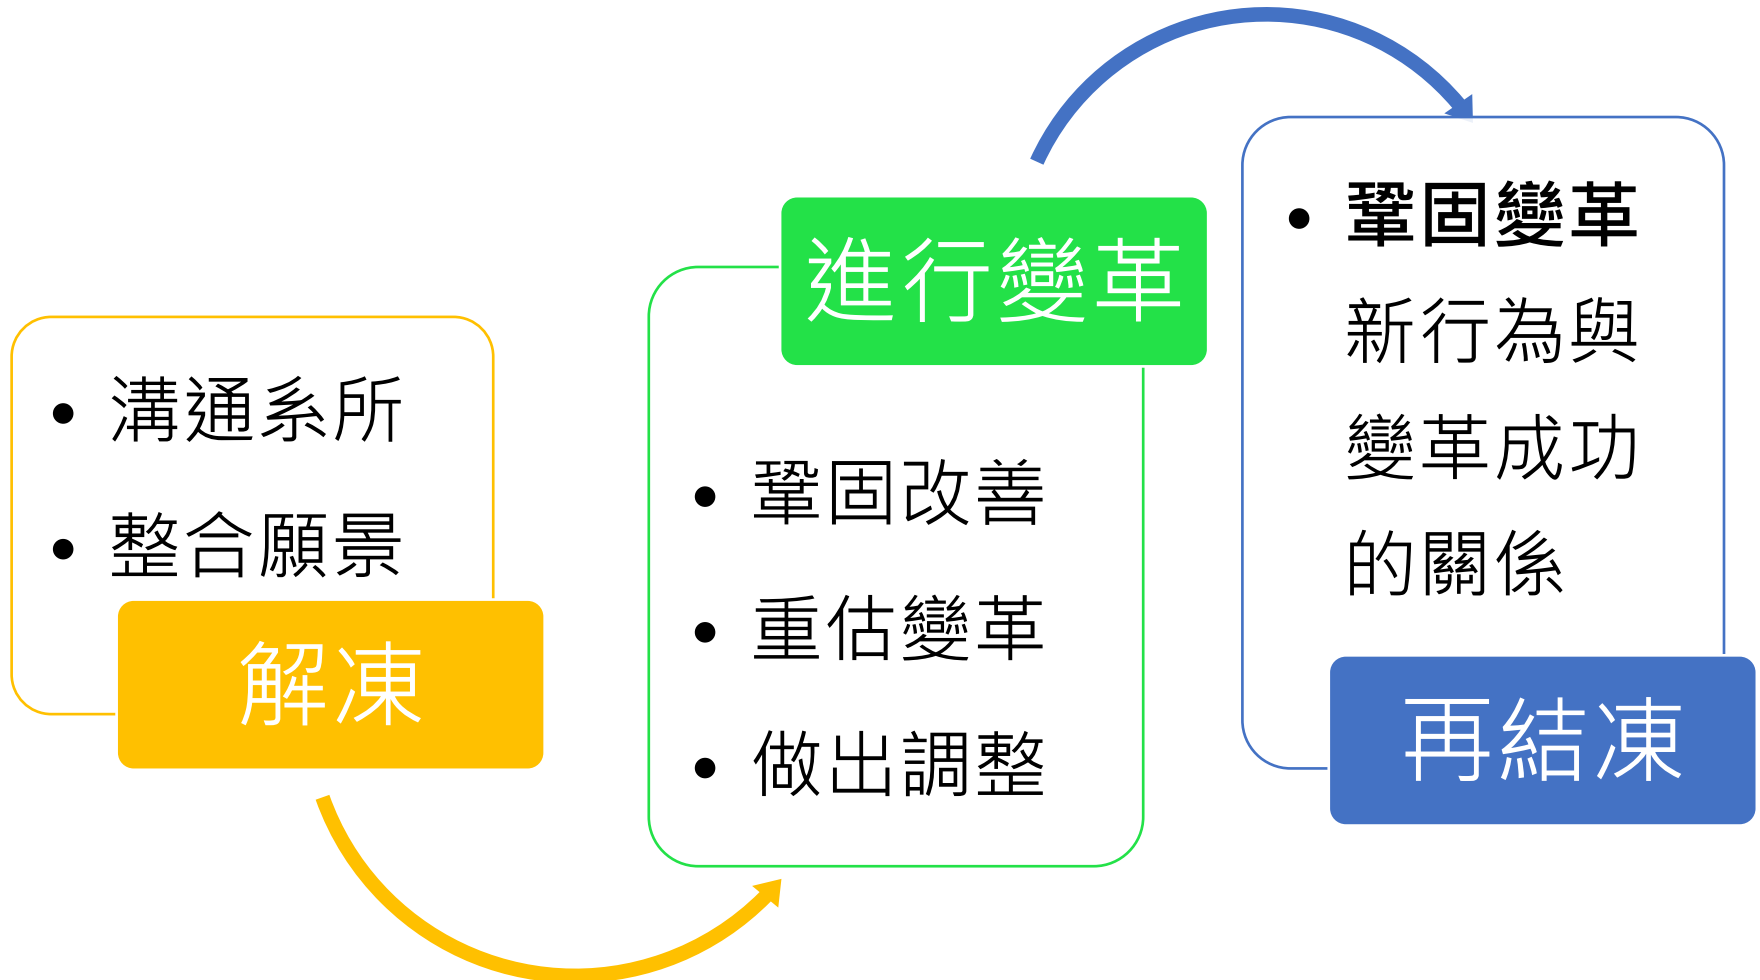 • 溝通系所
• 整合願景
解凍
進行變革
• 鞏固改善
• 重估變革
• 做出調整
• 鞏固變革
新行為與
變革成功
的關係
再結凍